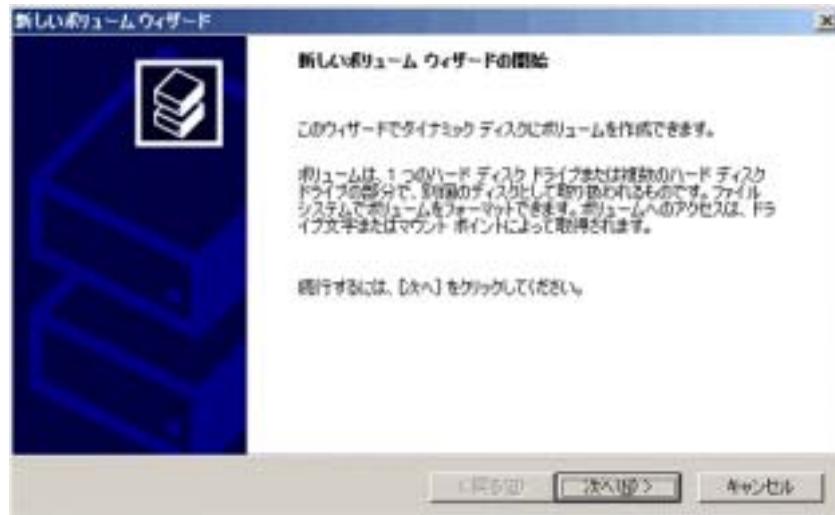 新しいボリューム ウィザード
新しいボリューム ウィザードの開始
このウィザードでダイナミック ディスクにボリュームを作成できます。
ボリュームは、1 つのハード ディスク ドライブまたは複数のハード ディスク
ドライブの部分で、別個のディスクとして取り扱われるものです。ファイル
システムでボリュームをフォーマットできます。ボリュームへのアクセスは、ドラ
イブ文字またはマウント ポイントによって取得されます。
続行するには、[次へ] をクリックしてください。
< 戻る(B)
次へ(N) >
キャンセル